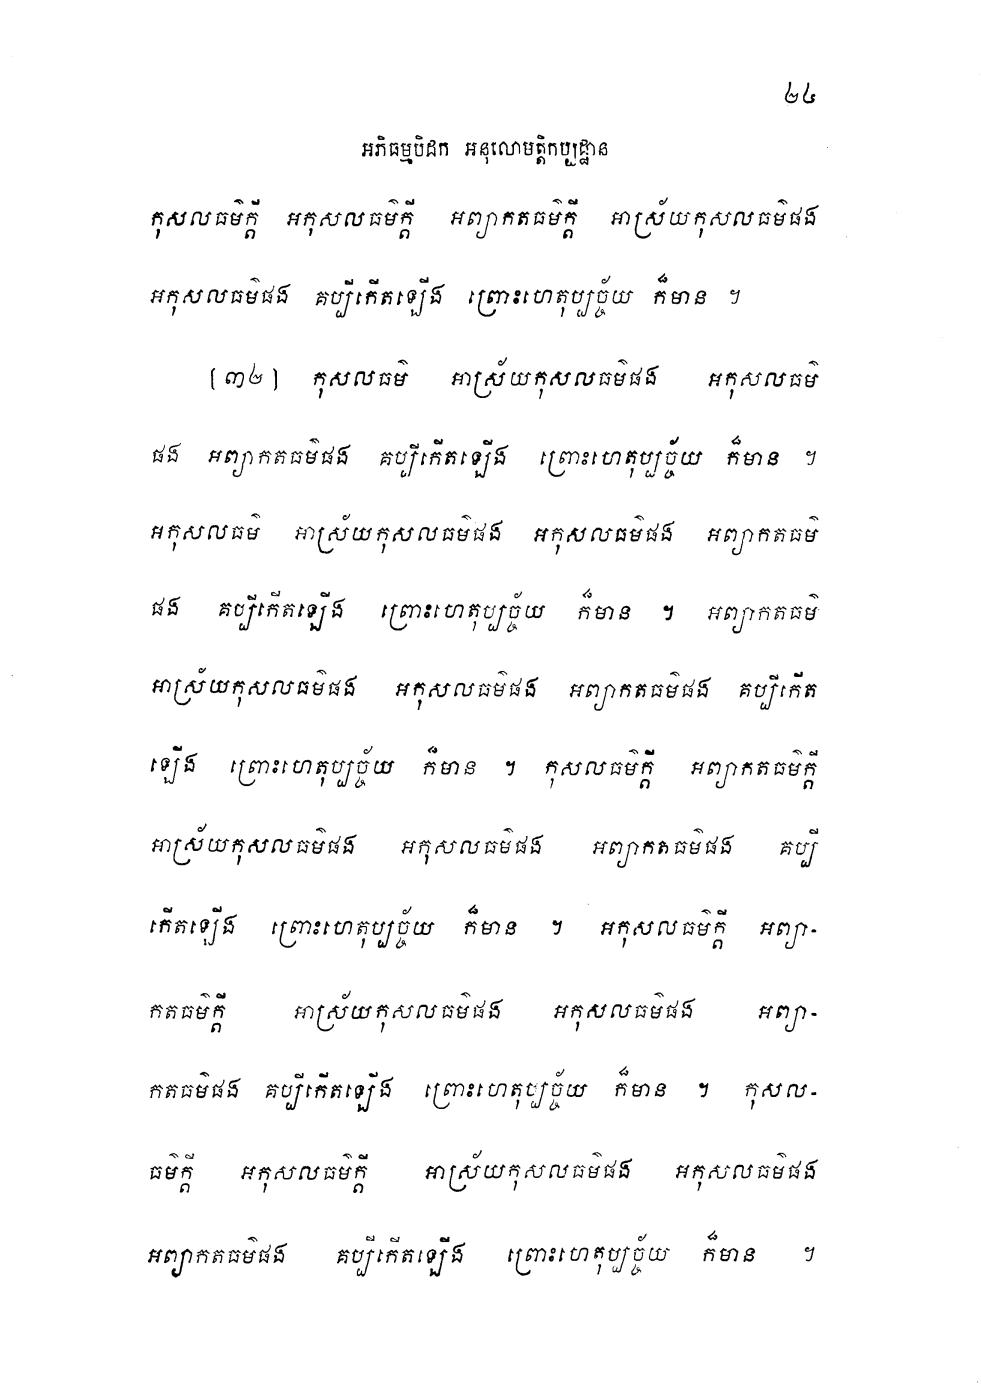 ២៤
អភិធម្មបិដក អនុលោមត្តិកប្បដ្ឋាន
កុសលធម៌ក្តី អកុសលធម៌ក្តី អព្យាកតធម៌ក្តី អាស្រ័យកុសលធម៌ផង
អកុសលធម៌ផង គប្បីកើតឡើង ព្រោះហេតុប្បច្ច័យ ក៏មាន ។
[៣៤] កុសលធម៌ អាស្រ័យកុសលធម៌ផង អកុសលធម៌
ផង អព្យាកតធម៌ផង គប្បីកើតឡើង ព្រោះហេតុប្បច្ច័យ ក៏មាន ។
អកុសលធម៌ អាស្រ័យកុសលធម៌ផង អកុសលធម៌ផង អព្យាកតធម៌
ផង គប្បីកើតឡើង ព្រោះហេតុប្បច្ច័យ ក៏មាន ។ អព្យាកតធម៌
អាស្រ័យកុសលធម៌ផង អកុសលធម៌ផង អព្យាកតធម៌ផង គប្បីកើត
ឡើង ព្រោះហេតុប្បច្ច័យ ក៏មាន ។ កុសលធម៌ក្តី អព្យាកតធម៌ក្តី
អាស្រ័យកុសលធម៌ផង អកុសលធម៌ផង អព្យាកតធម៌ផង គប្បី
កើតឡើង ព្រោះហេតុប្បច្ច័យ ក៏មាន ។ អកុសលធម៌ក្តី អព្យា-
កតធម៌ក្តី អាស្រ័យកុសលធម៌ផង អកុសលធម៌ផង អព្យា-
កតធម៌ផង គប្បីកើតឡើង ព្រោះហេតុប្បច្ច័យ ក៏មាន ។ កុសល-
ធម៌ក្តី អកុសលធម៌ក្តី អាស្រ័យកុសលធម៌ផង អកុសលធម៌ផង
អព្យាកតធម៌ផង គប្បីកើតឡើង ព្រោះហេតុប្បច្ច័យ ក៏មាន ។